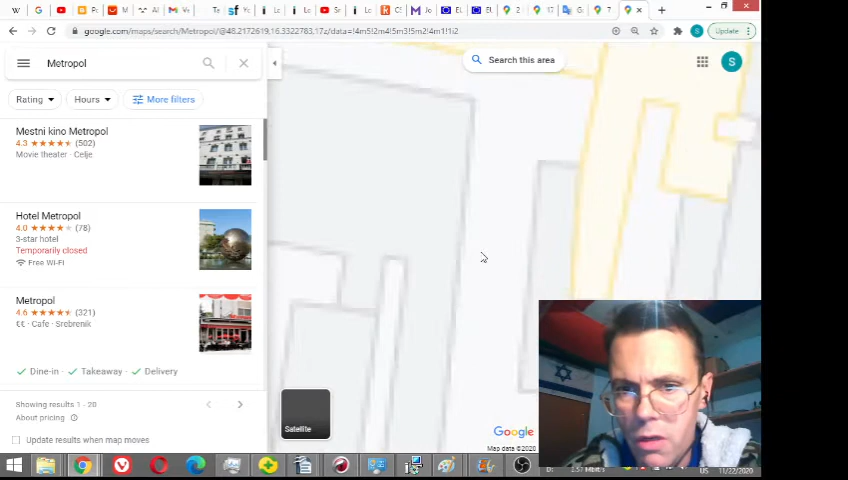 google.com/maps/search/Metropol/@48.2172619,16.3322783,17z/data=!4m5!2m4!5m3!5m2!4m1!1i2
Update
Metropol
Search this area
S
Rating
Hours
More filters
Mestni kino Metropol
4.3 (502)
Movie theater · Celje
Hotel Metropol
4.0 (78)
3-star hotel
Temporarily closed
Free Wi-Fi
Metropol
4.6 (321)
€€ · Cafe · Srebrenik
Dine-in Takeaway Delivery
Showing results 1 - 20
About pricing
Update results when map moves
Satellite
Google
Map data ©2020
US 11/22/2020